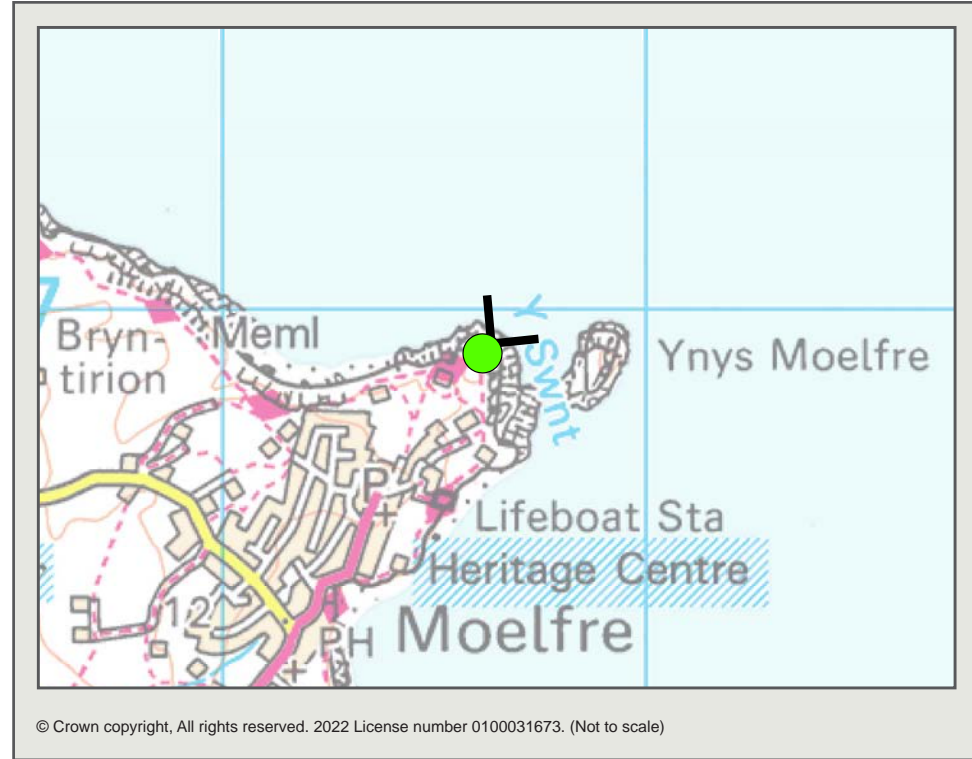 7
Bryn-
tirion
Meml
Y Swnt
Ynys Moelfre
P
Lifeboat Sta
Heritage Centre
12
PH
Moelfre
© Crown copyright, All rights reserved. 2022 License number 0100031673. (Not to scale)